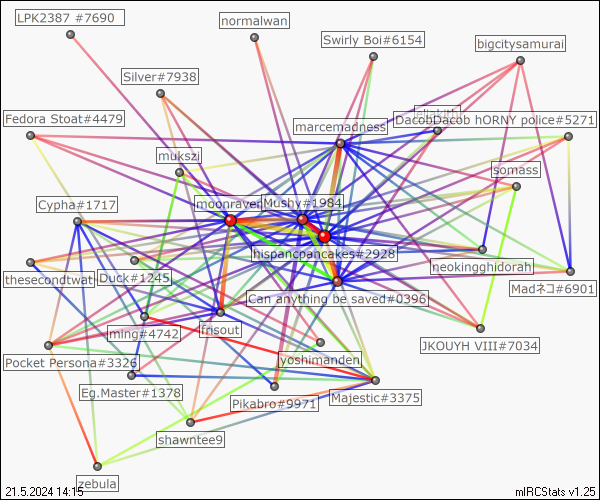 LPK2387 #7690
normalwan
Swirly Boi#6154
bigcitysamurai
Silver#7938
Fedora Stoat#4479
marcemadness
DacobDacob hORNY police#5271
mukszi
somass
Cypha#1717
moonraven
Mushy#1984
hispancpancakes#2928
neokingghidorah
thesecondtwat
Duck#1245
Can anything be saved#0396
Madネコ#6901
ming#4742
frisout
JKOUYH VIII#7034
Pocket Persona#3326
yoshimanden
Eg.Master#1378
Pikabro#9971
Majestic#3375
shawntee9
zebula
21.5.2024 14:15
mIRCStats v1.25